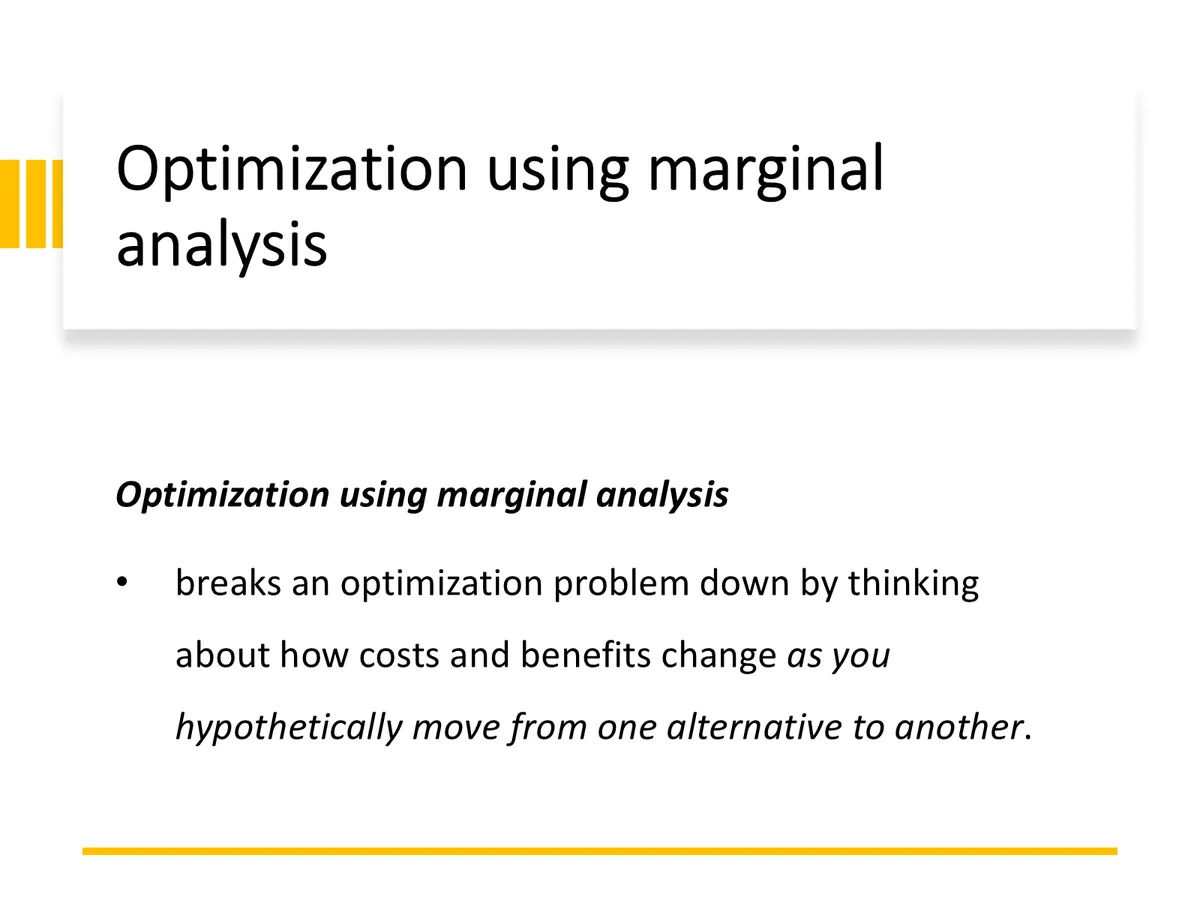 Optimization using marginal
analysis
Optimization using marginal analysis
• breaks an optimization problem down by thinking
about how costs and benefits change as you
hypothetically move from one alternative to another.